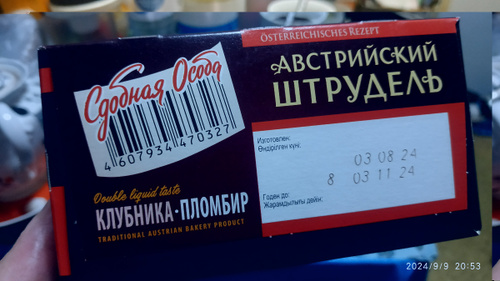 ÖSTERREICHISCHES REZEPT
Сдобная Особа
АВСТРИЙСКИЙ
ШТРУДЕЛЬ
4 607934 470327
Изготовлен:
Өндірілген күні:
03 08 24
8 03 11 24
Годен до:
Жарамдылығы дейін:
Double liquid taste
КЛУБНИКА·ПЛОМБИР
TRADITIONAL AUSTRIAN BAKERY PRODUCT
2024/9/9 20:53